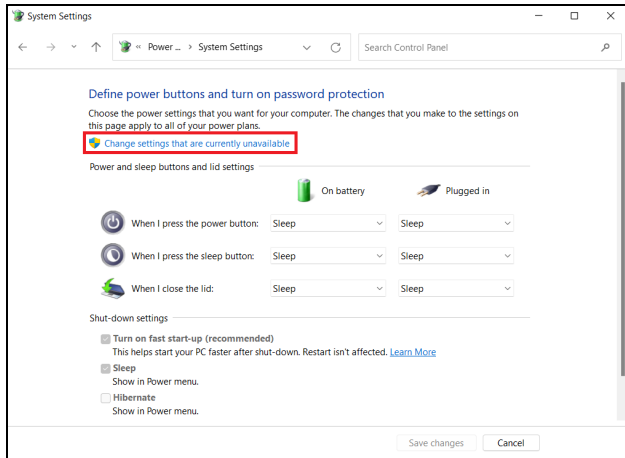 System Settings
« Power ... › System Settings
Search Control Panel
Define power buttons and turn on password protection
Choose the power settings that you want for your computer. The changes that you make to the settings on
this page apply to all of your power plans.
Change settings that are currently unavailable
Power and sleep buttons and lid settings
On battery
Plugged in
When I press the power button: Sleep Sleep
When I press the sleep button: Sleep Sleep
When I close the lid: Sleep Sleep
Shut-down settings
Turn on fast start-up (recommended)
This helps start your PC faster after shut-down. Restart isn't affected. Learn More
Sleep
Show in Power menu.
Hibernate
Show in Power menu.
Save changes Cancel